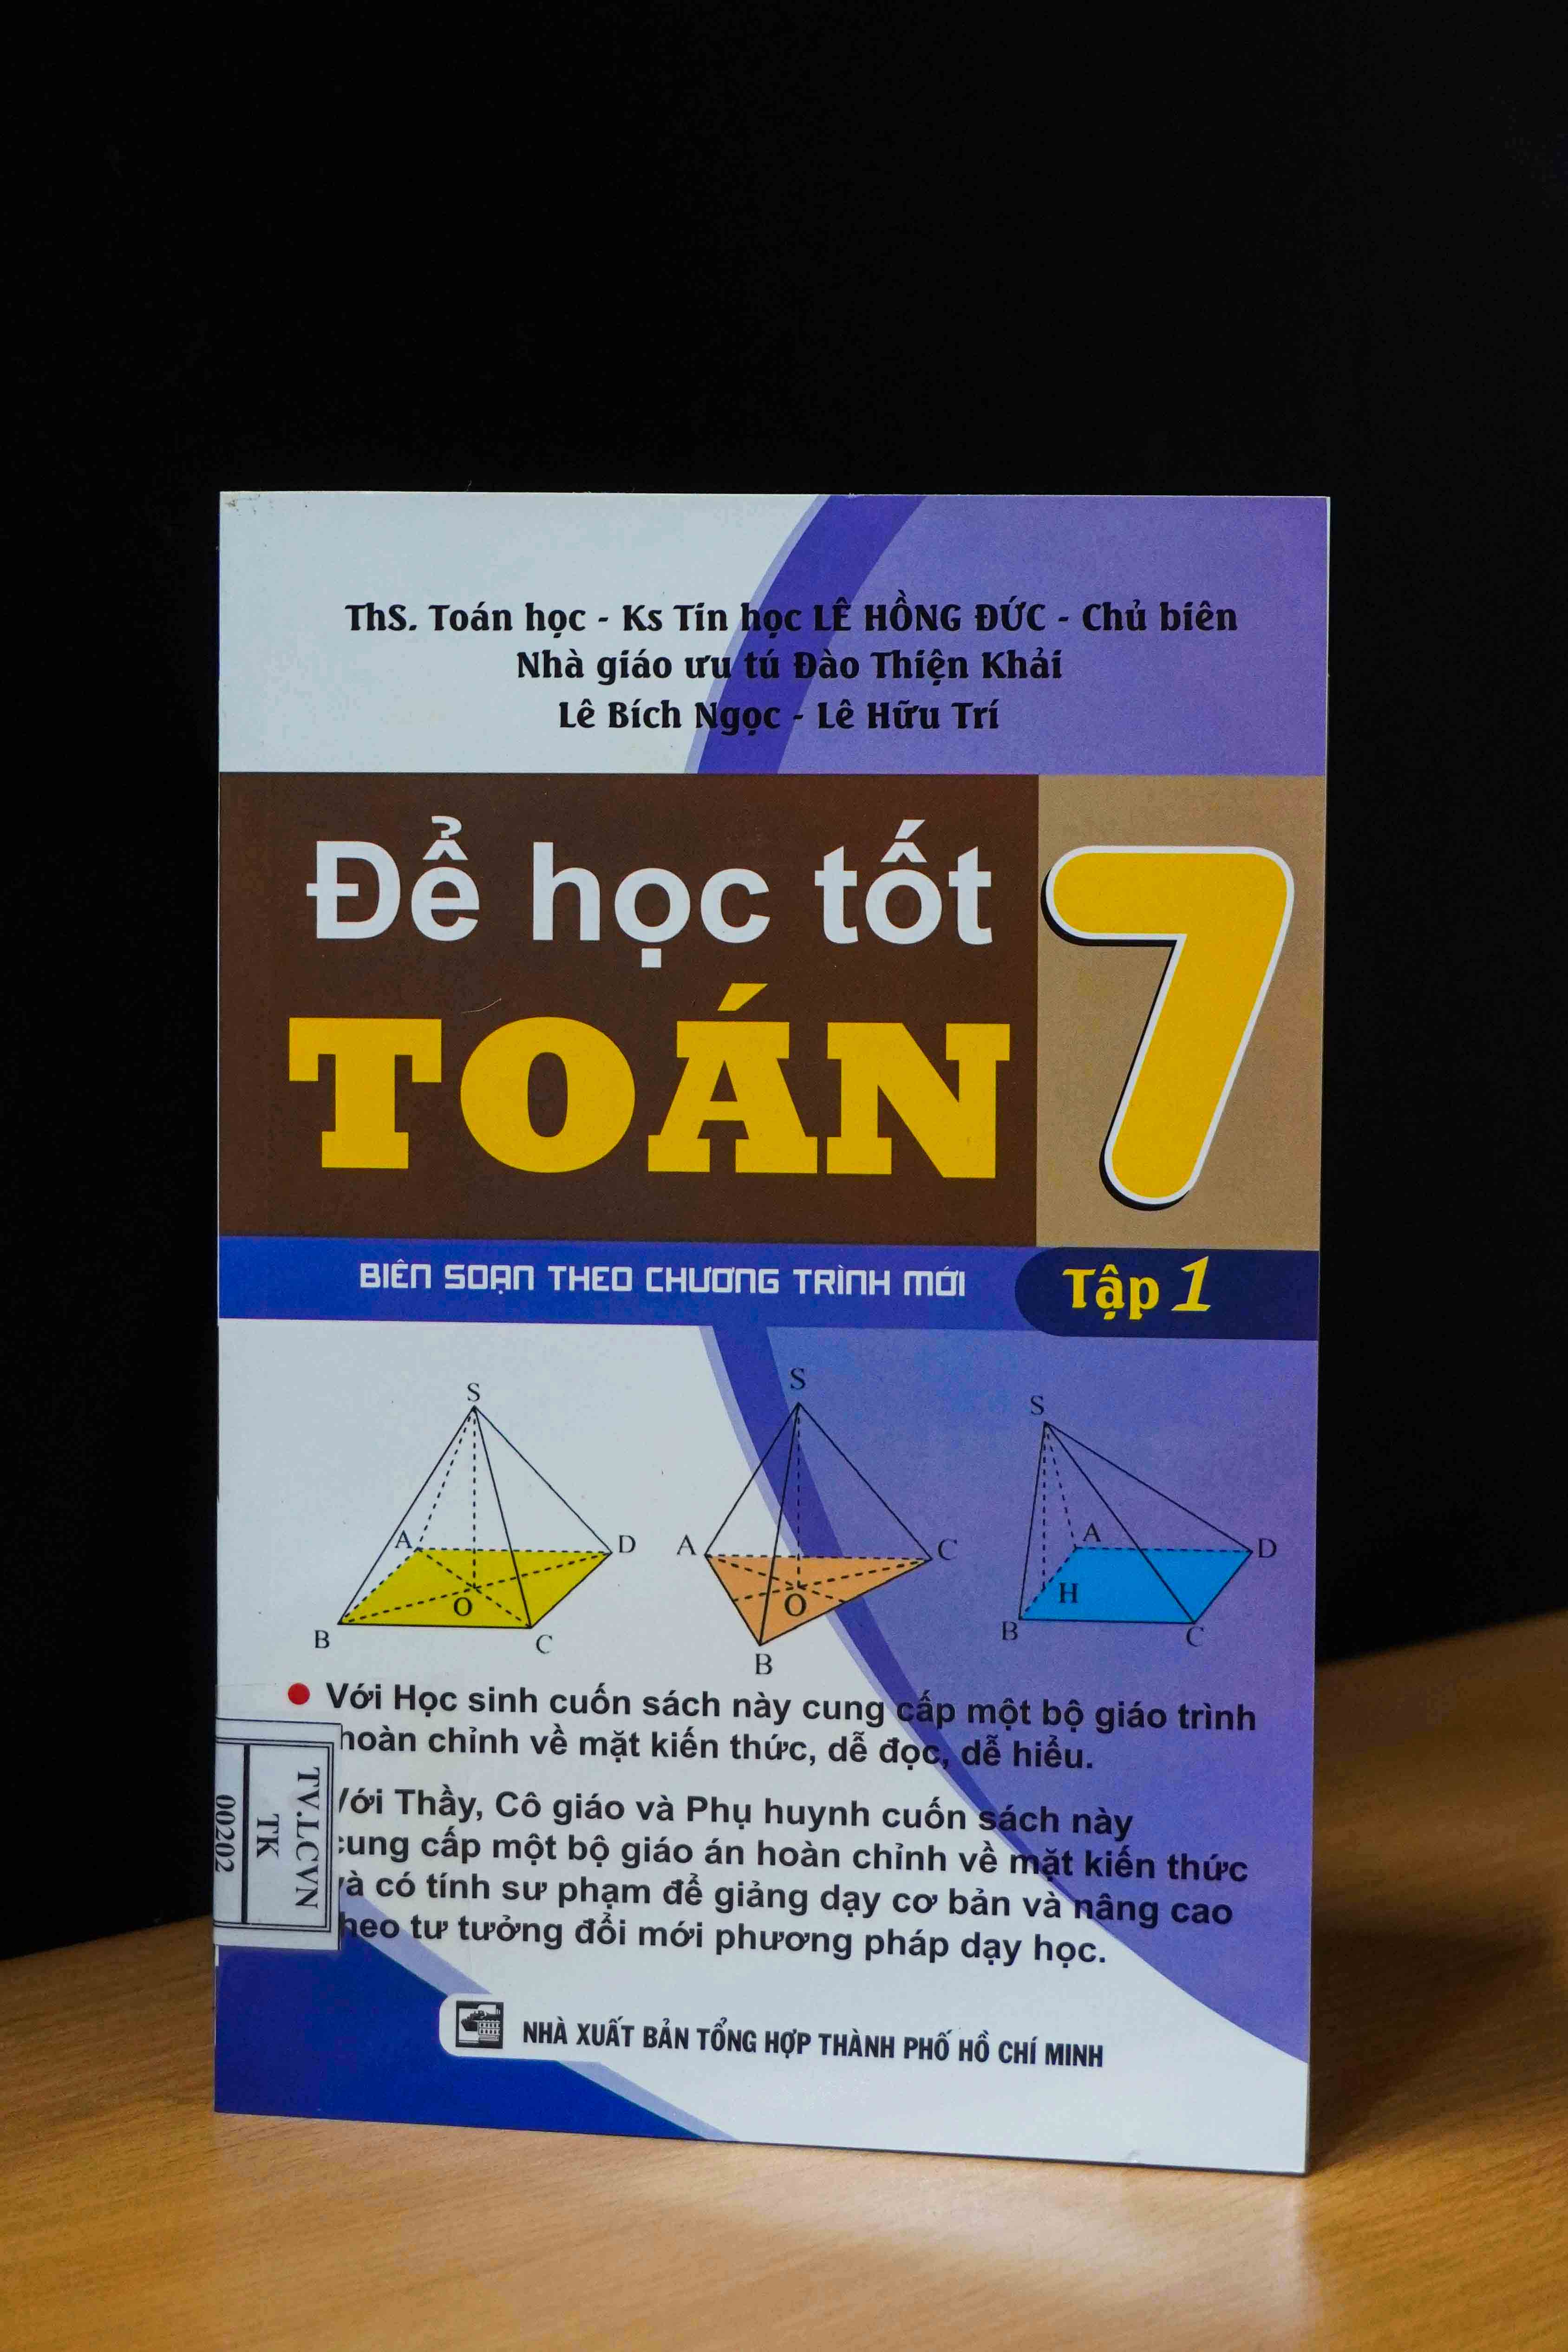 ThS. Toán học - Ks Tin học LÊ HỒNG ĐỨC - Chủ biên
Nhà giáo ưu tú Đào Thiện Khải
Lê Bích Ngọc - Lê Hữu Trí
Để học tốt
TOÁN
7
BIÊN SOẠN THEO CHƯƠNG TRÌNH MỚI
Tập 1
S
A
D
O
B
C
S
A
C
O
B
S
A
D
H
B
C
Với Học sinh cuốn sách này cung cấp một bộ giáo trình
hoàn chỉnh về mặt kiến thức, dễ đọc, dễ hiểu.
Với Thầy, Cô giáo và Phụ huynh cuốn sách này
cung cấp một bộ giáo án hoàn chỉnh về mặt kiến thức
và có tính sư phạm để giảng dạy cơ bản và nâng cao
theo tư tưởng đổi mới phương pháp dạy học.
TV.LCVN
TK
00202
NHÀ XUẤT BẢN TỔNG HỢP THÀNH PHỐ HỒ CHÍ MINH